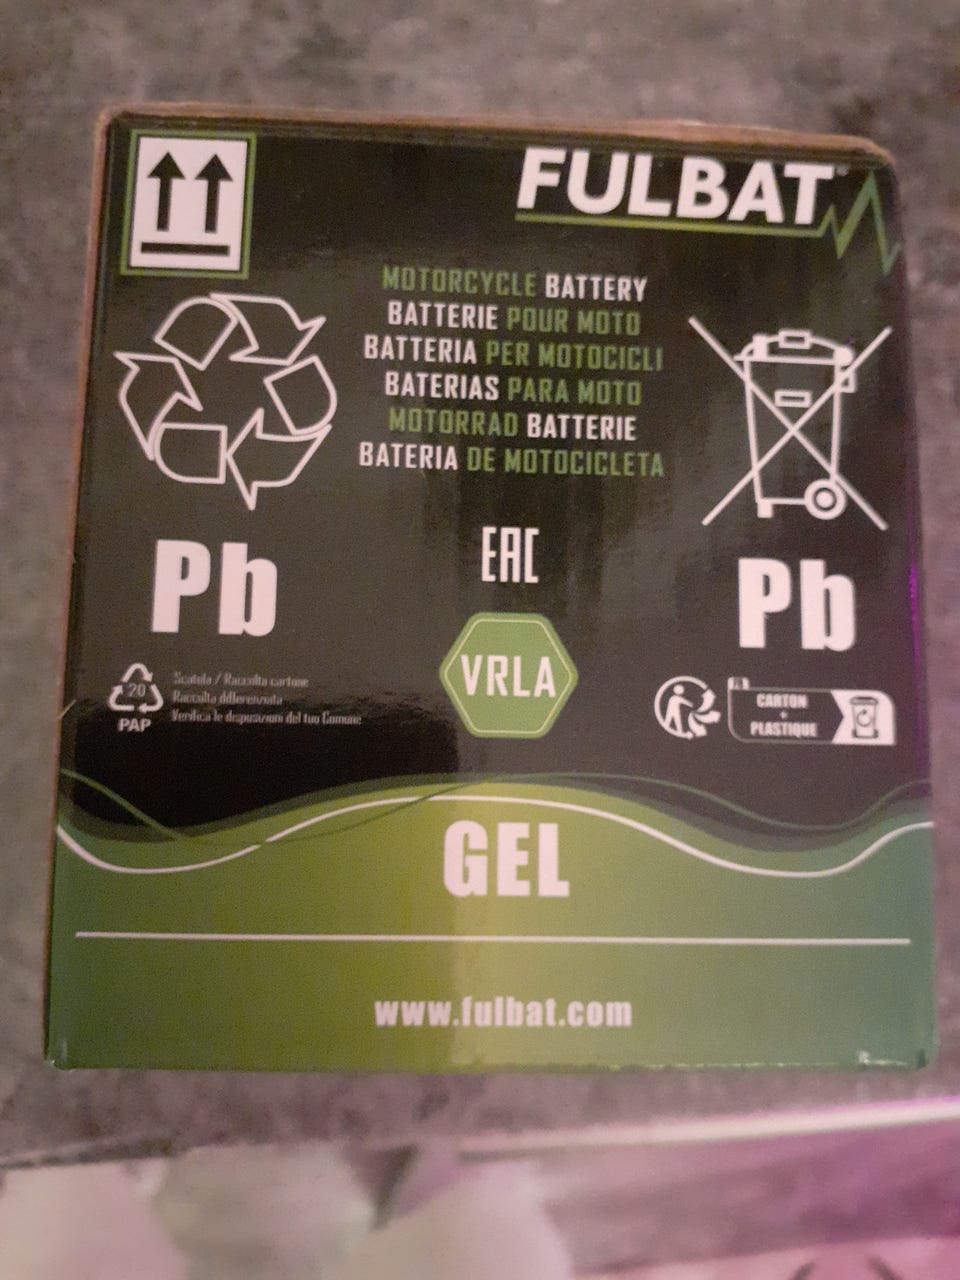 FULBAT
MOTORCYCLE BATTERY
BATTERIE POUR MOTO
BATTERIA PER MOTOCICLI
BATERIAS PARA MOTO
MOTORRAD BATTERIE
BATERIA DE MOTOCICLETA
Pb
EAC
Pb
VRLA
20
PAP
Scatola / Raccolta cartone
Raccolta differenziata
Verifica le disposizioni del tuo Comune
CARTON
+
PLASTIQUE
GEL
www.fulbat.com